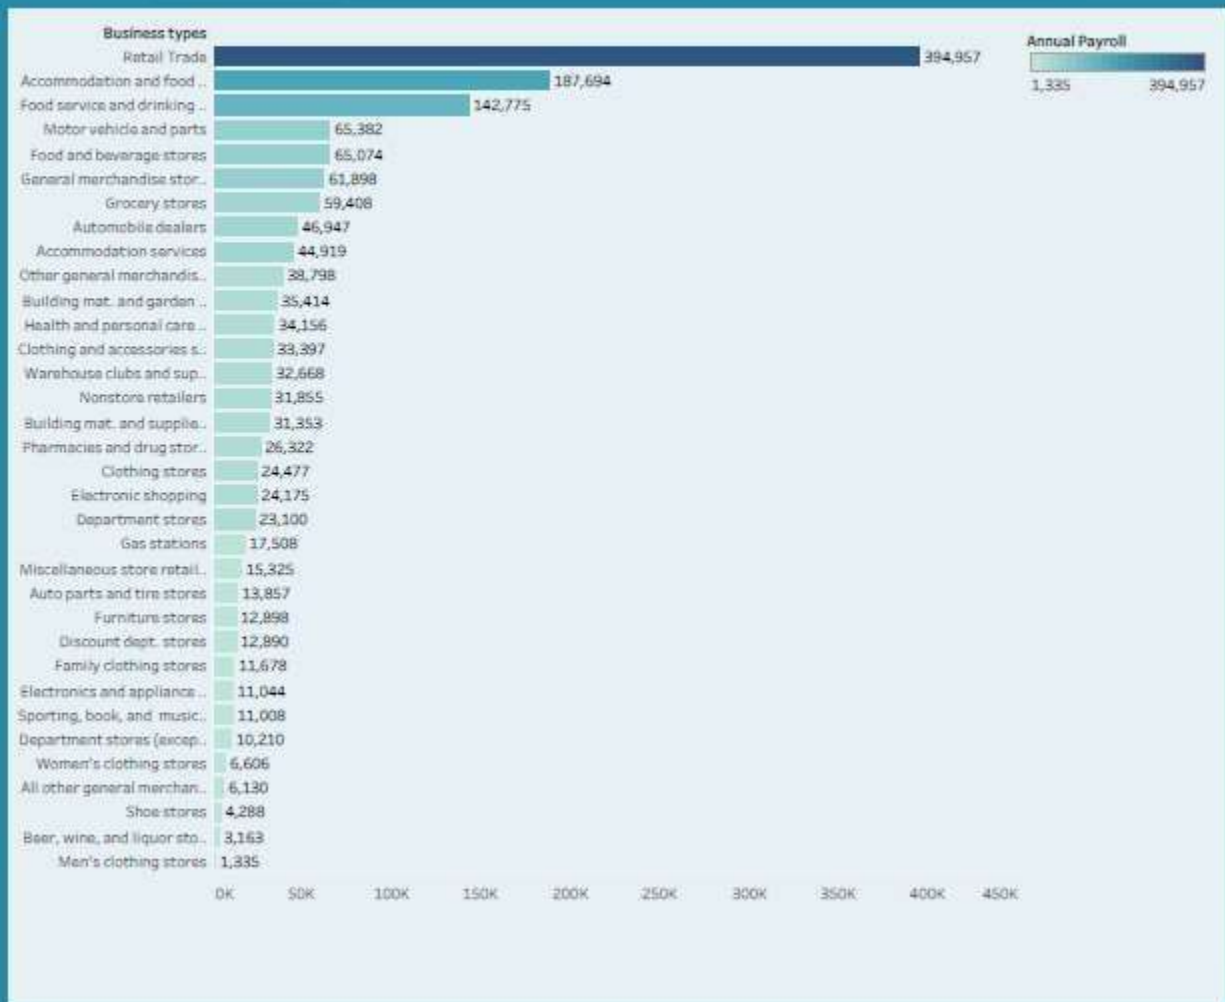 Business types
Retail Trade 394,957
Accommodation and food .. 187,694
Food service and drinking .. 142,775
Motor vehicle and parts 65,382
Food and beverage stores 65,074
General merchandise stor.. 61,898
Grocery stores 59,408
Automobile dealers 46,947
Accommodation services 44,919
Other general merchandis.. 38,798
Building mat. and garden .. 35,414
Health and personal care .. 34,156
Clothing and accessories s.. 33,397
Warehouse clubs and sup.. 32,668
Nonstore retailers 31,855
Building mat. and supplie.. 31,353
Pharmacies and drug stor.. 26,322
Clothing stores 24,477
Electronic shopping 24,175
Department stores 23,100
Gas stations 17,508
Miscellaneous store retail.. 15,325
Auto parts and tire stores 13,857
Furniture stores 12,898
Discount dept. stores 12,890
Family clothing stores 11,678
Electronics and appliance .. 11,044
Sporting, book, and music.. 11,008
Department stores (excep.. 10,210
Women's clothing stores 6,606
All other general merchan.. 6,130
Shoe stores 4,288
Beer, wine, and liquor sto.. 3,163
Men's clothing stores 1,335
0K 50K 100K 150K 200K 250K 300K 350K 400K 450K
Annual Payroll
1,335 394,957